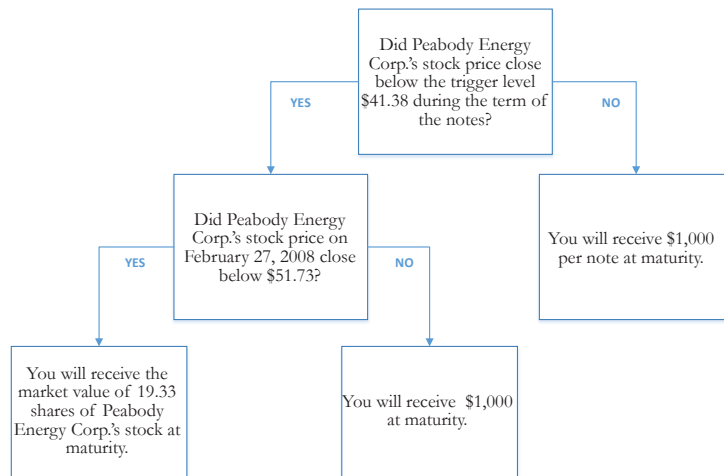 Did Peabody Energy
Corp.'s stock price close
below the trigger level
$41.38 during the term of
the notes?
YES
NO
Did Peabody Energy
Corp.'s stock price on
February 27, 2008 close
below $51.73?
You will receive $1,000
per note at maturity.
YES
NO
You will receive the
market value of 19.33
shares of Peabody
Energy Corp.'s stock at
maturity.
You will receive $1,000
at maturity.